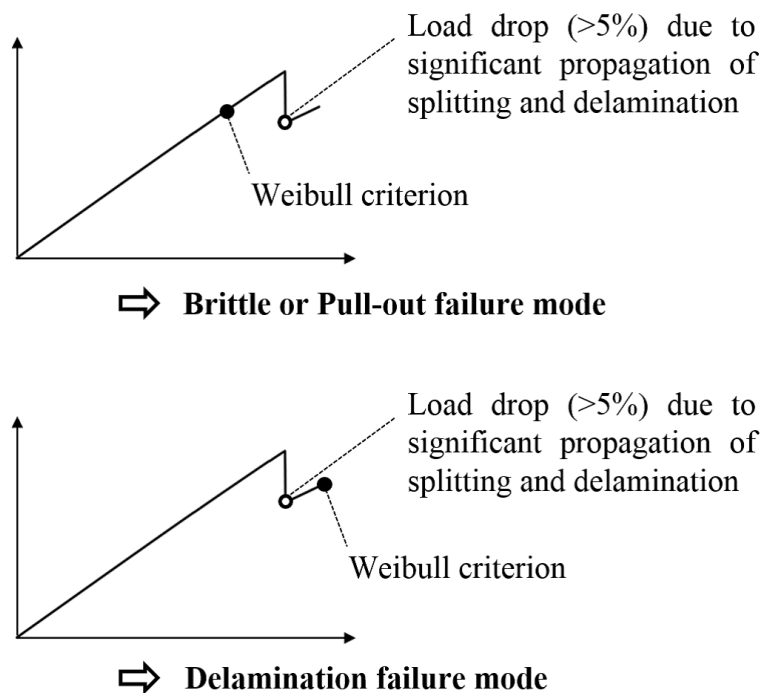 Load drop (>5%) due to
significant propagation of
splitting and delamination
Weibull criterion
Brittle or Pull-out failure mode
Load drop (>5%) due to
significant propagation of
splitting and delamination
Weibull criterion
Delamination failure mode